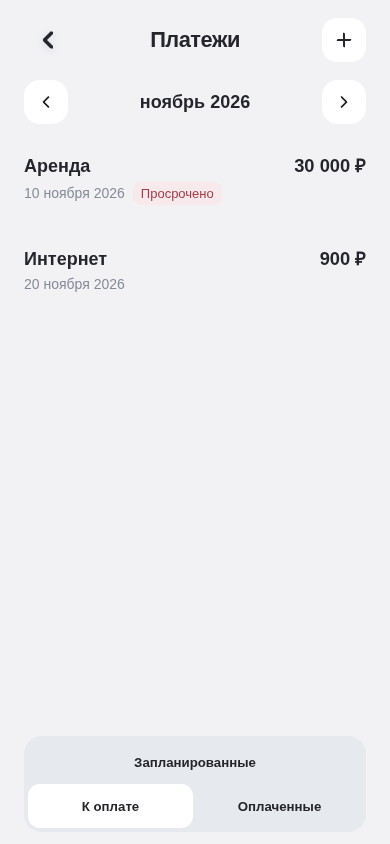 Платежи
ноябрь 2026
Аренда 30 000 ₽
10 ноября 2026 Просрочено
Интернет 900 ₽
20 ноября 2026
Запланированные
К оплате Оплаченные